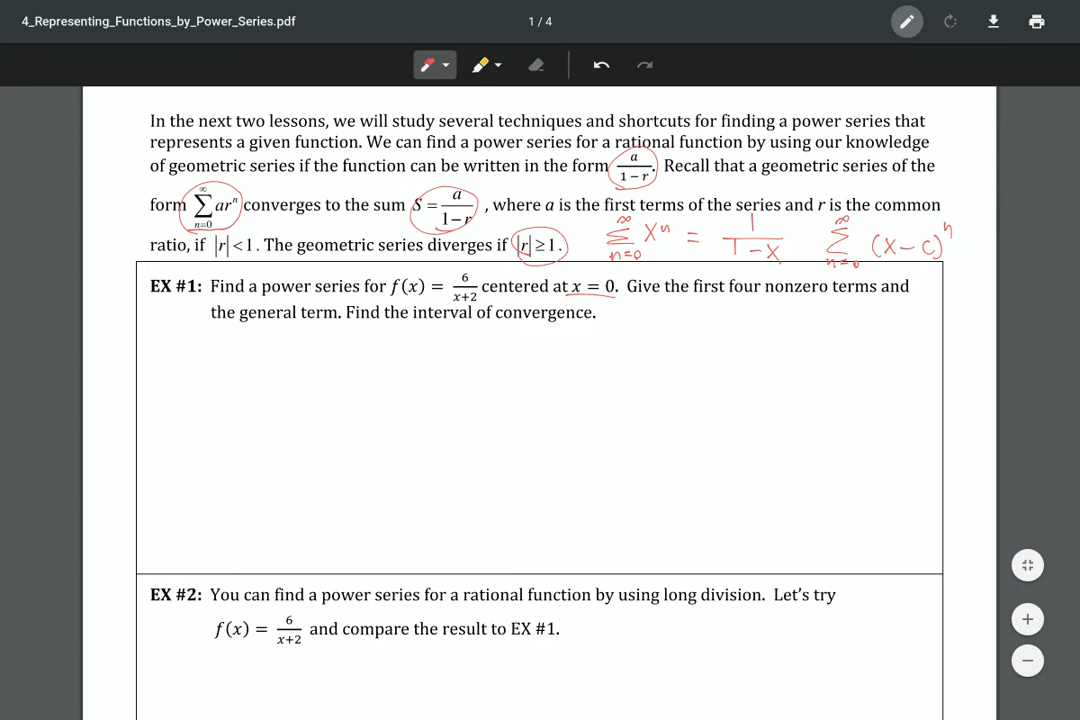 4_Representing_Functions_by_Power_Series.pdf
1 / 4
In the next two lessons, we will study several techniques and shortcuts for finding a power series that
represents a given function. We can find a power series for a rational function by using our knowledge
of geometric series if the function can be written in the form a/(1−r). Recall that a geometric series of the
form ∑_{n=0}^{∞} ar^n converges to the sum S = a/(1−r) , where a is the first terms of the series and r is the common
ratio, if |r| < 1. The geometric series diverges if |r| ≥ 1.
∑_{n=0}^{∞} x^n = 1/(1−x) ∑_{n=0}^{∞} (x−c)^n
EX #1: Find a power series for f(x) = 6/(x+2) centered at x = 0. Give the first four nonzero terms and
the general term. Find the interval of convergence.
EX #2: You can find a power series for a rational function by using long division. Let's try
f(x) = 6/(x+2) and compare the result to EX #1.